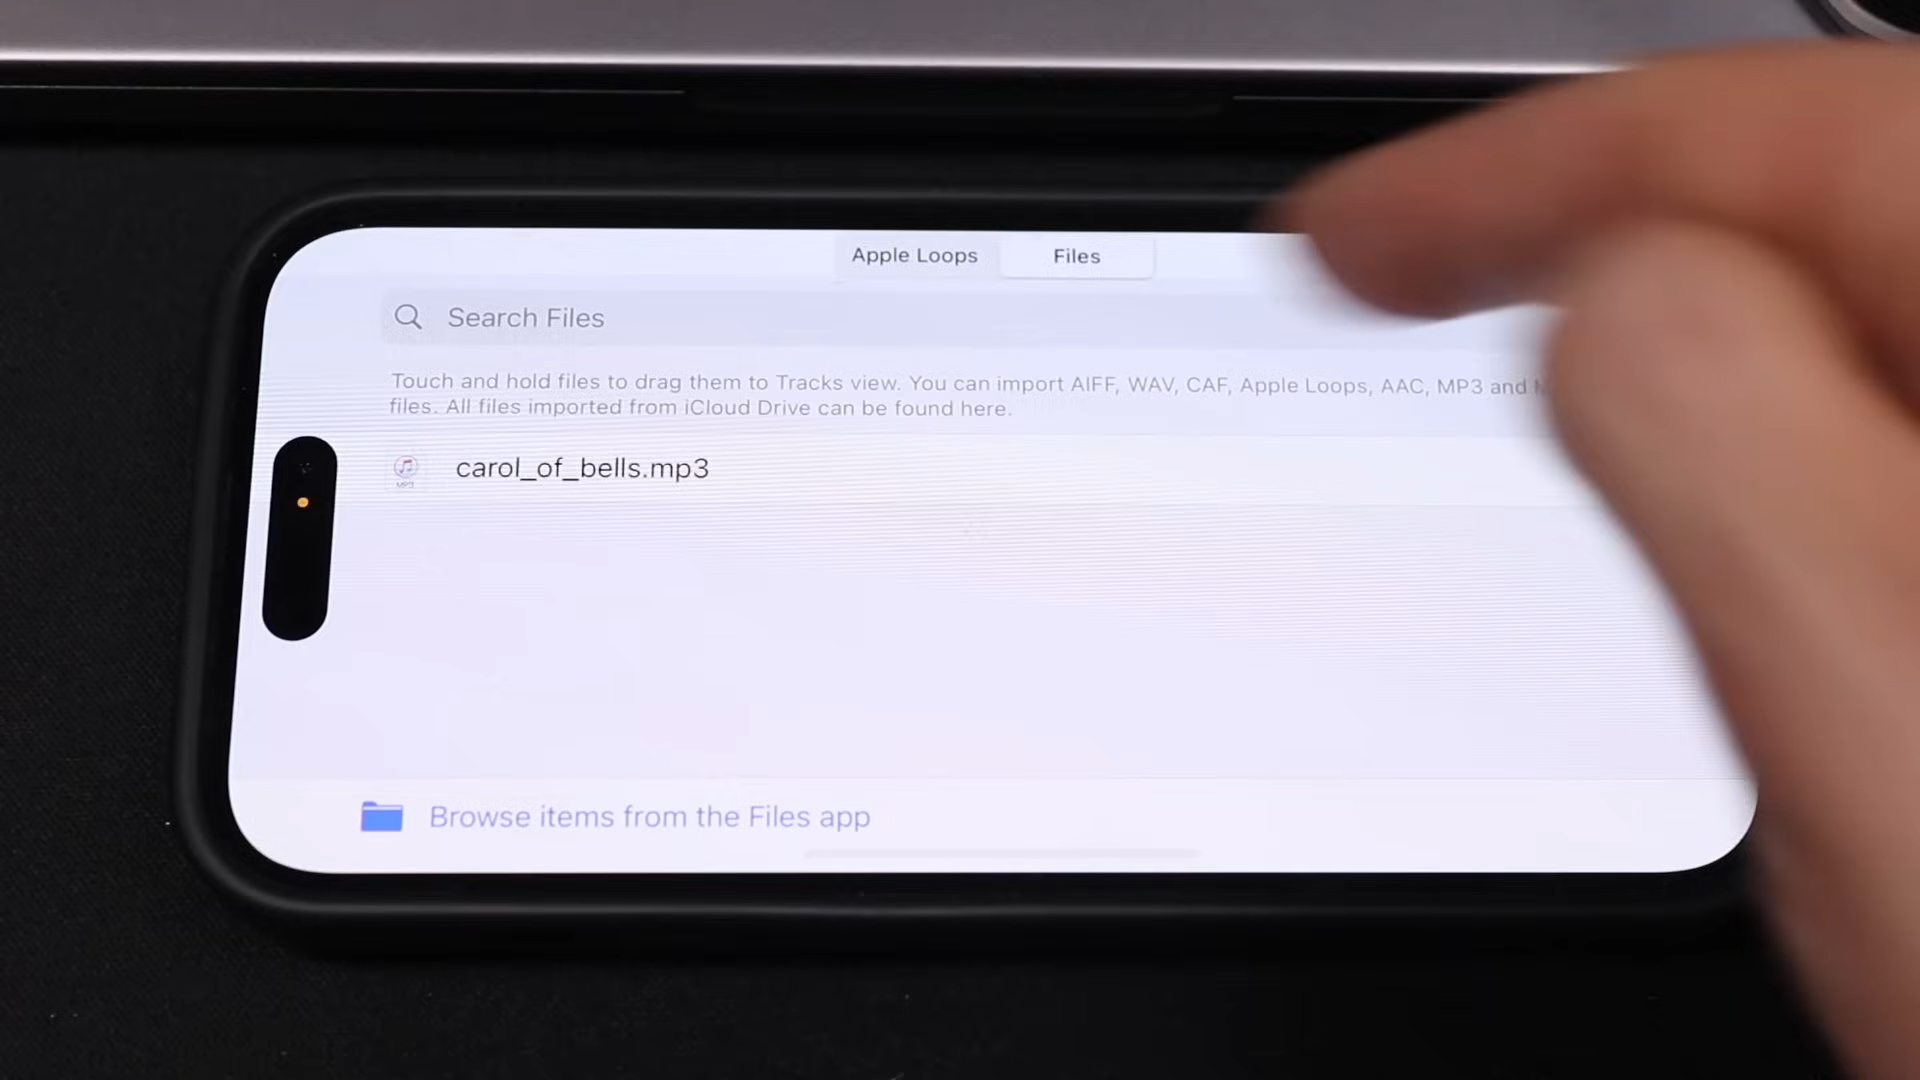 Apple Loops
Files
Search Files
Touch and hold files to drag them to Tracks view. You can import AIFF, WAV, CAF, Apple Loops, AAC, MP3 and
files. All files imported from iCloud Drive can be found here.
MP3
carol_of_bells.mp3
Browse items from the Files app